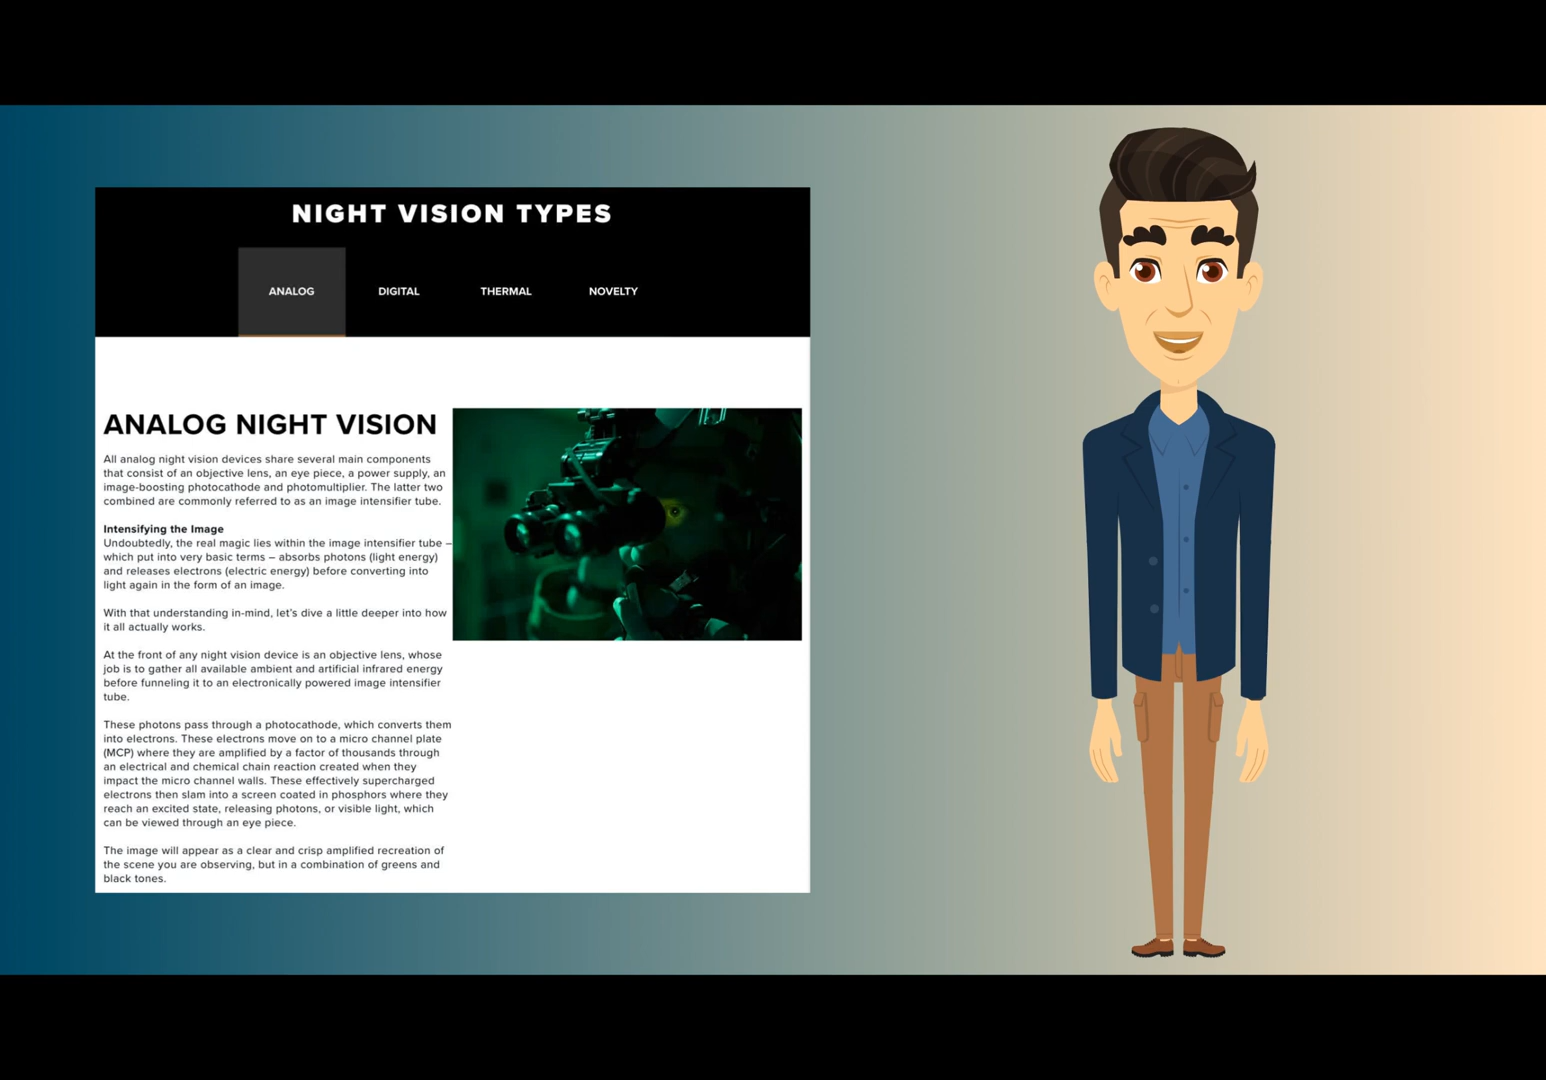 NIGHT VISION TYPES
ANALOG
DIGITAL
THERMAL
NOVELTY
ANALOG NIGHT VISION
All analog night vision devices share several main components
that consist of an objective lens, an eye piece, a power supply, an
image-boosting photocathode and photomultiplier. The latter two
combined are commonly referred to as an image intensifier tube.
Intensifying the Image
Undoubtedly, the real magic lies within the image intensifier tube –
which put into very basic terms – absorbs photons (light energy)
and releases electrons (electric energy) before converting into
light again in the form of an image.
With that understanding in-mind, let's dive a little deeper into how
it all actually works.
At the front of any night vision device is an objective lens, whose
job is to gather all available ambient and artificial infrared energy
before funneling it to an electronically powered image intensifier
tube.
These photons pass through a photocathode, which converts them
into electrons. These electrons move on to a micro channel plate
(MCP) where they are amplified by a factor of thousands through
an electrical and chemical chain reaction created when they
impact the micro channel walls. These effectively supercharged
electrons then slam into a screen coated in phosphors where they
reach an excited state, releasing photons, or visible light, which
can be viewed through an eye piece.
The image will appear as a clear and crisp amplified recreation of
the scene you are observing, but in a combination of greens and
black tones.